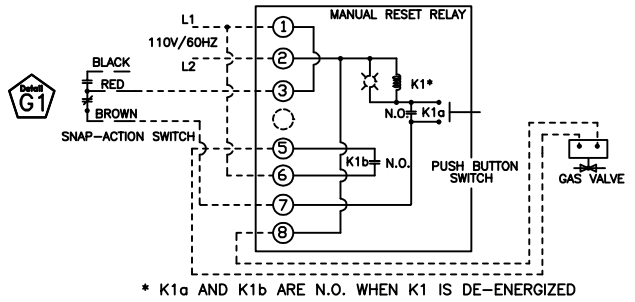 MANUAL RESET RELAY
L1
1
110V/60HZ
L2
2
BLACK
K1*
Detail
G1
RED
3
N.O.
K1a
BROWN
SNAP-ACTION SWITCH
5
K1b
N.O.
PUSH BUTTON
SWITCH
6
GAS VALVE
7
8
* K1a AND K1b ARE N.O. WHEN K1 IS DE-ENERGIZED